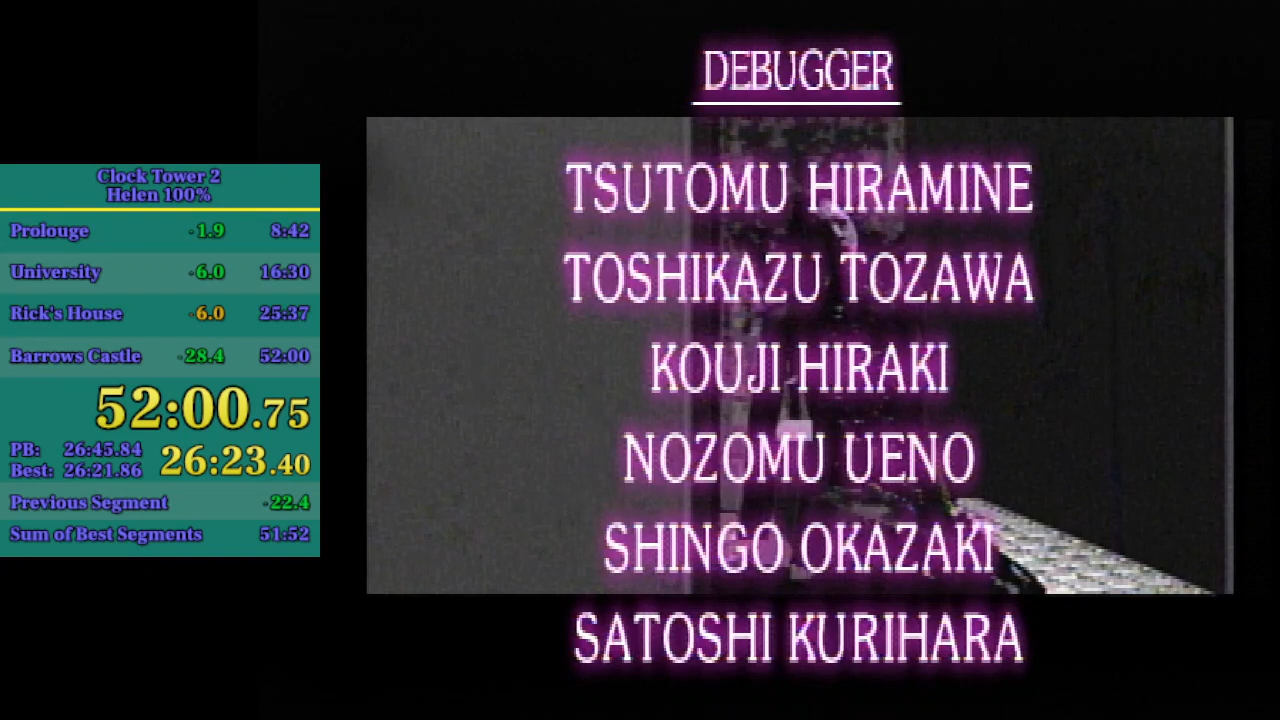 Clock Tower 2
Helen 100%
Prolouge -1.9 8:42
University -6.0 16:30
Rick's House -6.0 25:37
Barrows Castle -28.4 52:00
52:00.75
PB: 26:45.84
Best: 26:21.86
26:23.40
Previous Segment -22.4
Sum of Best Segments 51:52
DEBUGGER
TSUTOMU HIRAMINE
TOSHIKAZU TOZAWA
KOUJI HIRAKI
NOZOMU UENO
SHINGO OKAZAKI
SATOSHI KURIHARA